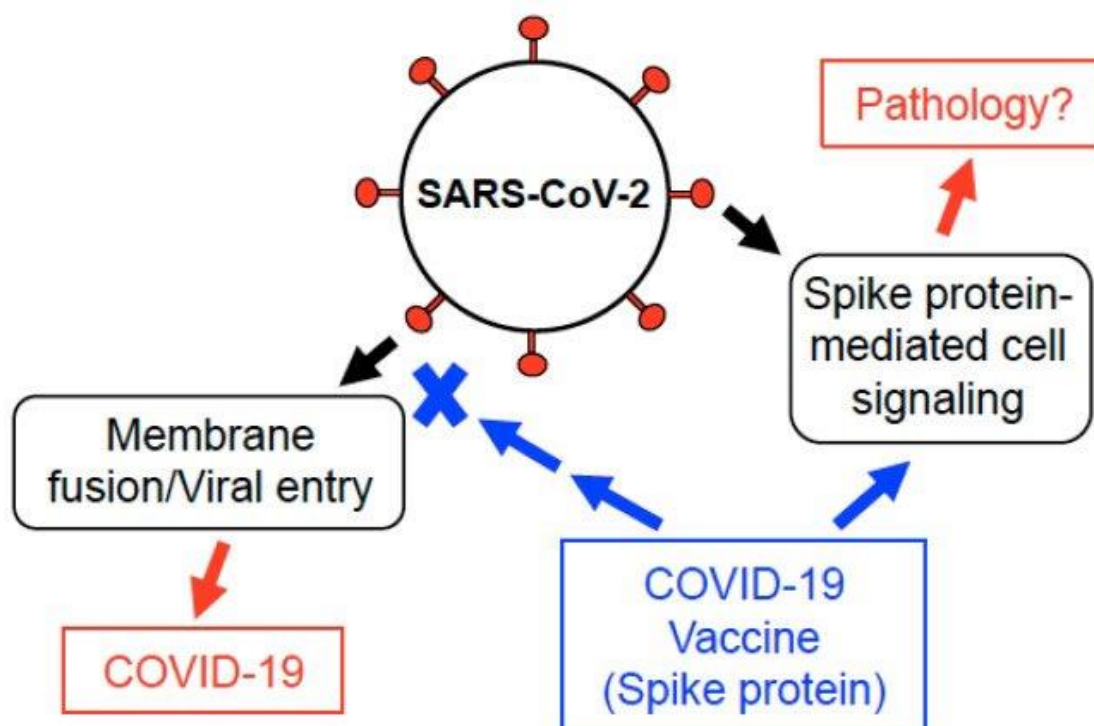 SARS-CoV-2
Pathology?
Spike protein-
mediated cell
signaling
Membrane
fusion/Viral entry
COVID-19
COVID-19
Vaccine
(Spike protein)